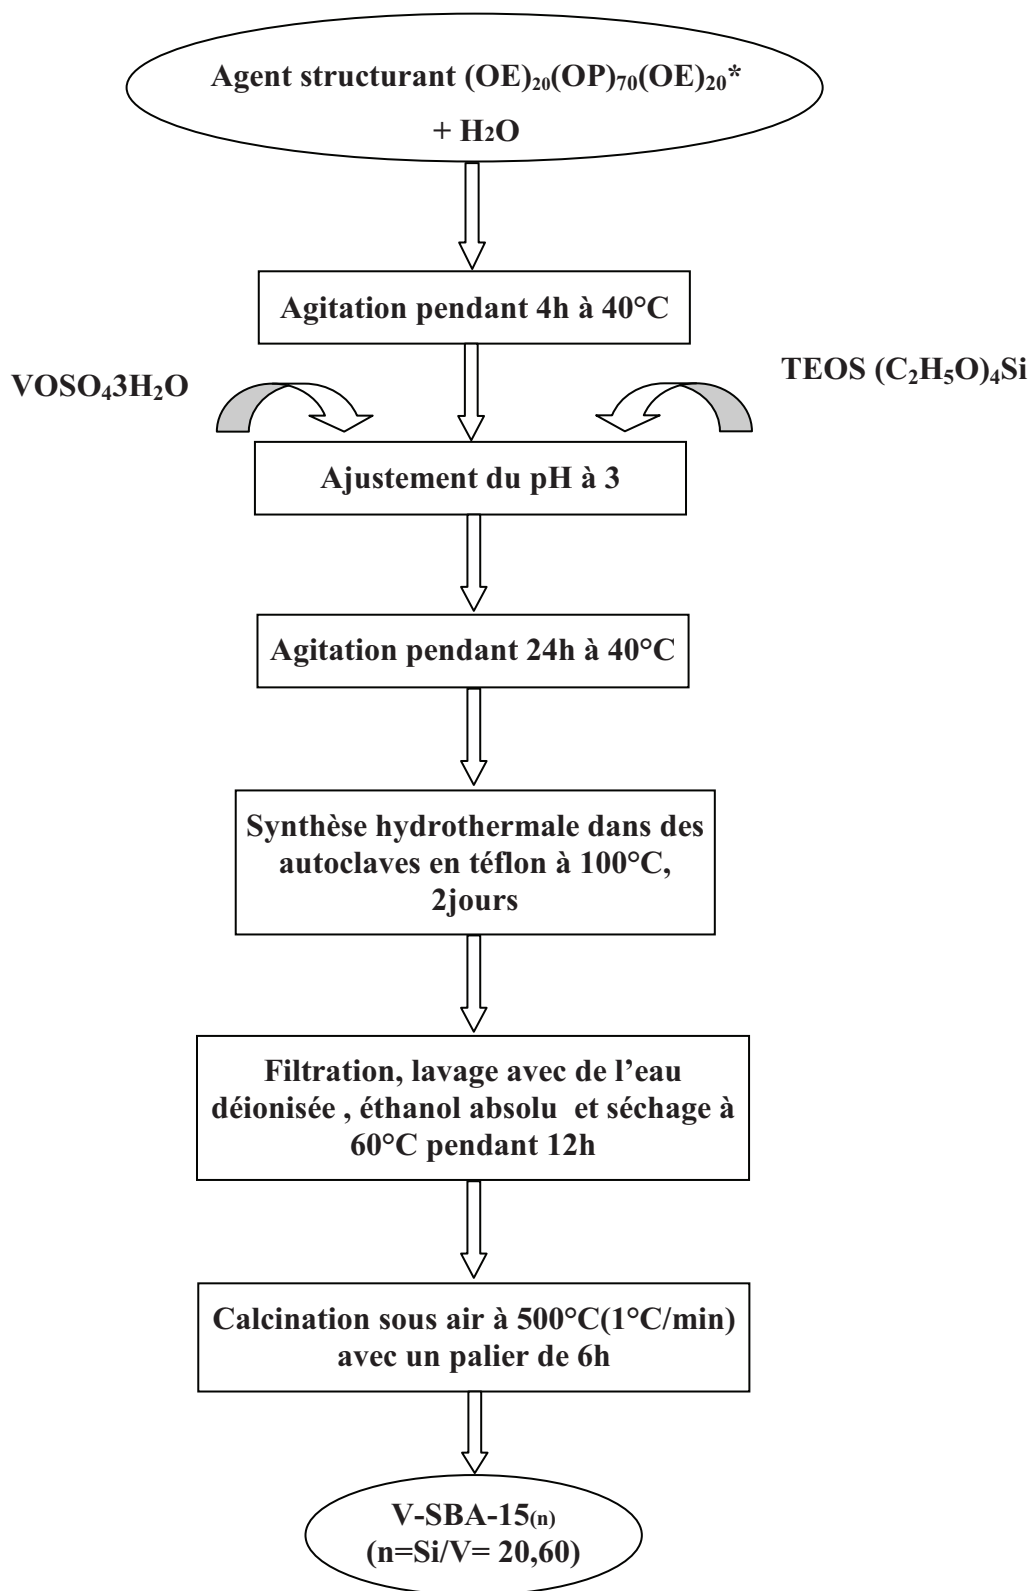 Agent structurant (OE)₂₀(OP)₇₀(OE)₂₀*
+ H₂O
Agitation pendant 4h à 40°C
VOSO₄3H₂O
TEOS (C₂H₅O)₄Si
Ajustement du pH à 3
Agitation pendant 24h à 40°C
Synthèse hydrothermale dans des
autoclaves en téflon à 100°C,
2jours
Filtration, lavage avec de l’eau
déionisée , éthanol absolu et séchage à
60°C pendant 12h
Calcination sous air à 500°C(1°C/min)
avec un palier de 6h
V-SBA-15₍ₙ₎
(n=Si/V= 20,60)